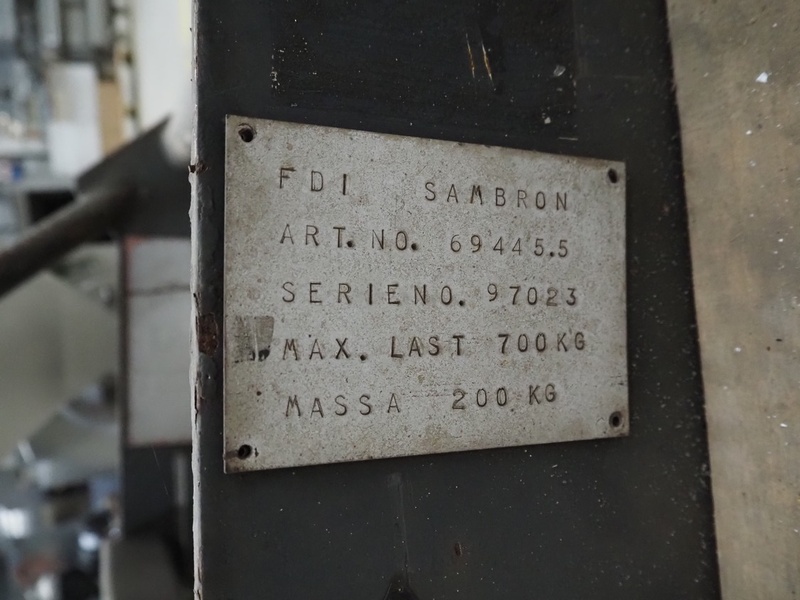 FDI SAMBRON
ART. NO. 69445.5
SERIENO. 97023
MAX. LAST 700KG
MASSA 200 KG